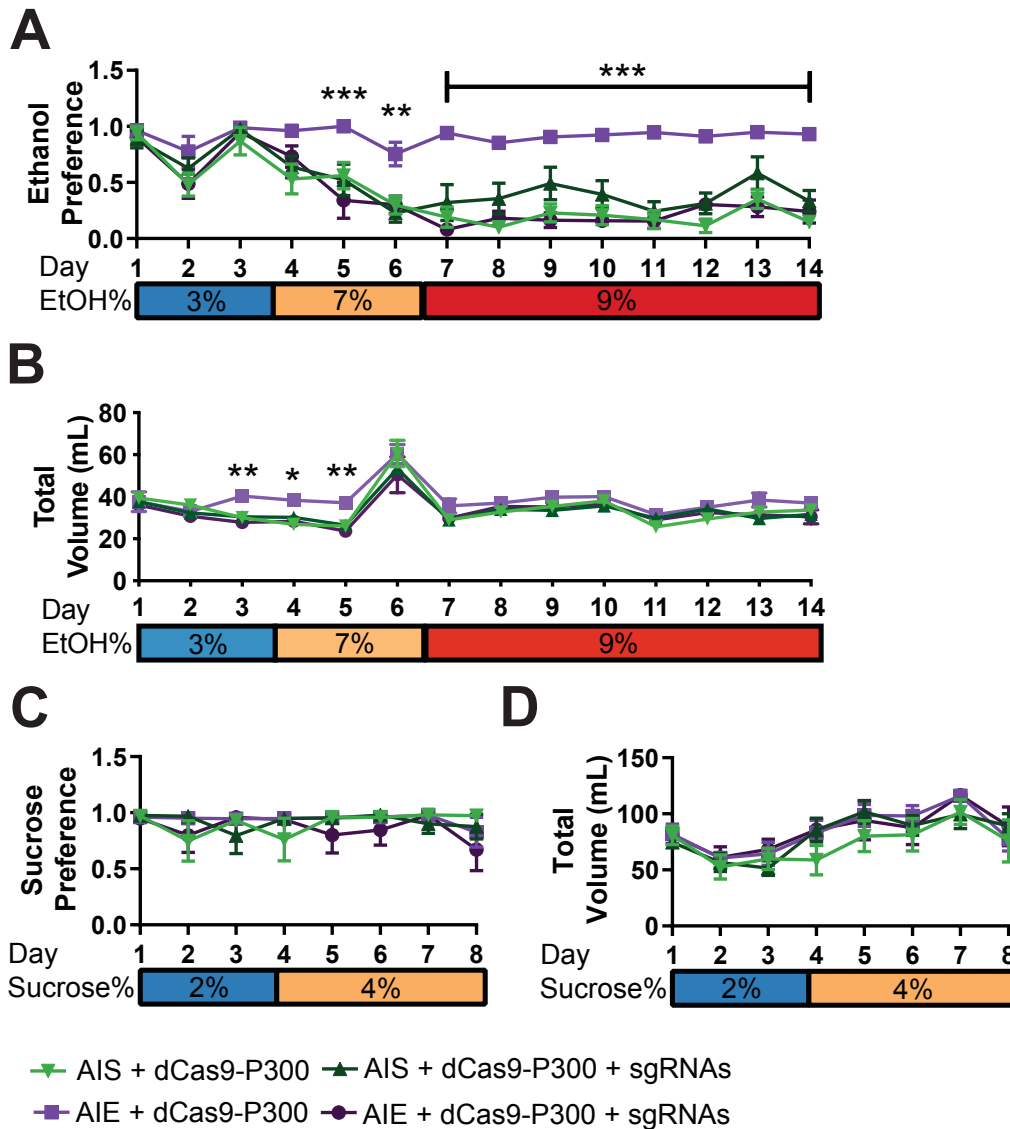 A
Ethanol
Preference
1.5
1.0
0.5
0.0
***
**
***
Day
1 2 3 4 5 6 7 8 9 10 11 12 13 14
EtOH%
3% 7% 9%
B
Total
Volume (mL)
80
60
40
20
0
** * **
Day
1 2 3 4 5 6 7 8 9 10 11 12 13 14
EtOH%
3% 7% 9%
C
Sucrose
Preference
1.5
1.0
0.5
0.0
Day
1 2 3 4 5 6 7 8
Sucrose%
2% 4%
D
Total
Volume (mL)
150
100
50
0
Day
1 2 3 4 5 6 7 8
Sucrose%
2% 4%
AIS + dCas9-P300
AIS + dCas9-P300 + sgRNAs
AIE + dCas9-P300
AIE + dCas9-P300 + sgRNAs